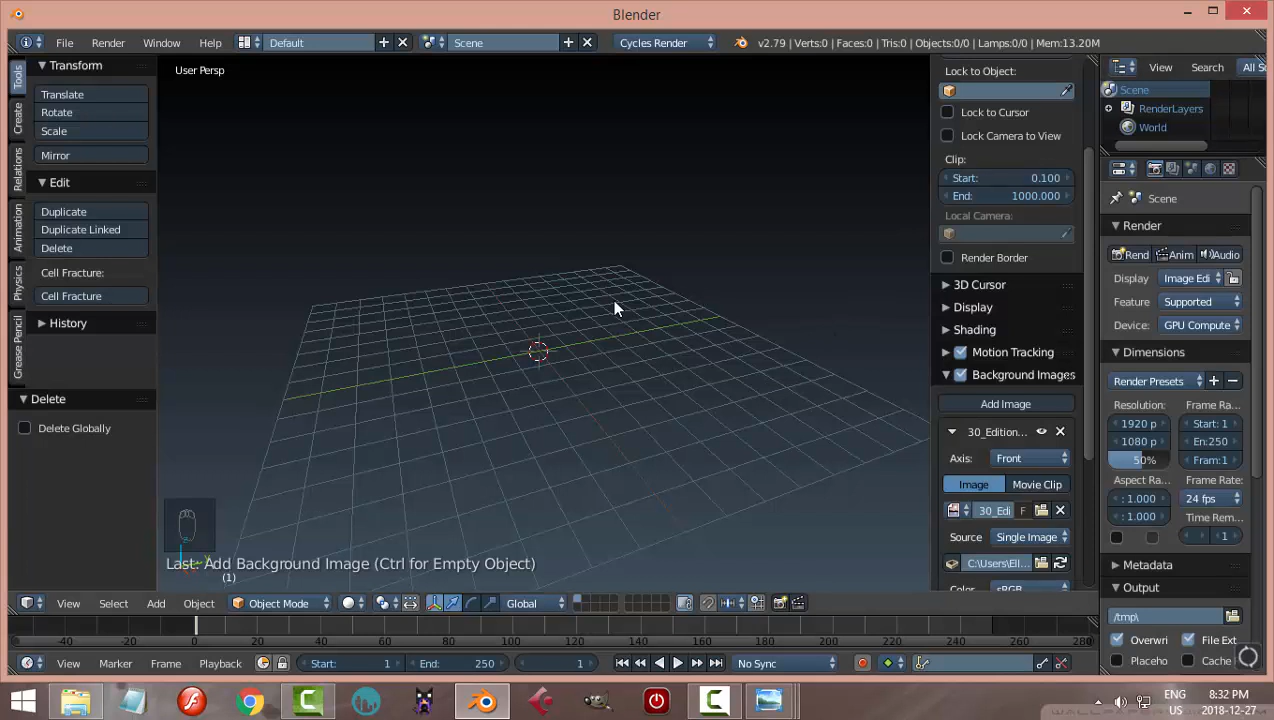 Blender
File Render Window Help Default Scene Cycles Render v2.79 | Verts:0 | Faces:0 | Tris:0 | Objects:0/0 | Lamps:0/0 | Mem:13.20M
Tools
Create
Relations
Animation
Physics
Grease Pencil
Transform
Translate
Rotate
Scale
Mirror
Edit
Duplicate
Duplicate Linked
Delete
Cell Fracture:
Cell Fracture
History
Delete
Delete Globally
User Persp
Last: Add Background Image (Ctrl for Empty Object)
(1)
Lock to Object:
Lock to Cursor
Lock Camera to View
Clip:
Start: 0.100
End: 1000.000
Local Camera:
Render Border
3D Cursor
Display
Shading
Motion Tracking
Background Images
Add Image
30_Edition...
Axis: Front
Image Movie Clip
30_Edi F
Source Single Image
C:\Users\Ell...
Color sRGB
View Search All S
Scene
RenderLayers
World
Scene
Render
Rend Anim Audio
Display Image Edi
Feature Supported
Device: GPU Compute
Dimensions
Render Presets
Resolution: Frame Ra...
1920 p Start: 1
1080 p En:250
50% Fram:1
Aspect Ra... Frame Rate:
: 1.000 24 fps
: 1.000 Time Rem...
1
Metadata
Output
/tmp\
Overwri File Ext
Placeho Cache
View Select Add Object Object Mode Global
-40 -20 0 20 40 60 80 100 120 140 160 180 200 220 240 260 280
View Marker Frame Playback Start: 1 End: 250 1 No Sync
ENG 8:32 PM
US 2018-12-27